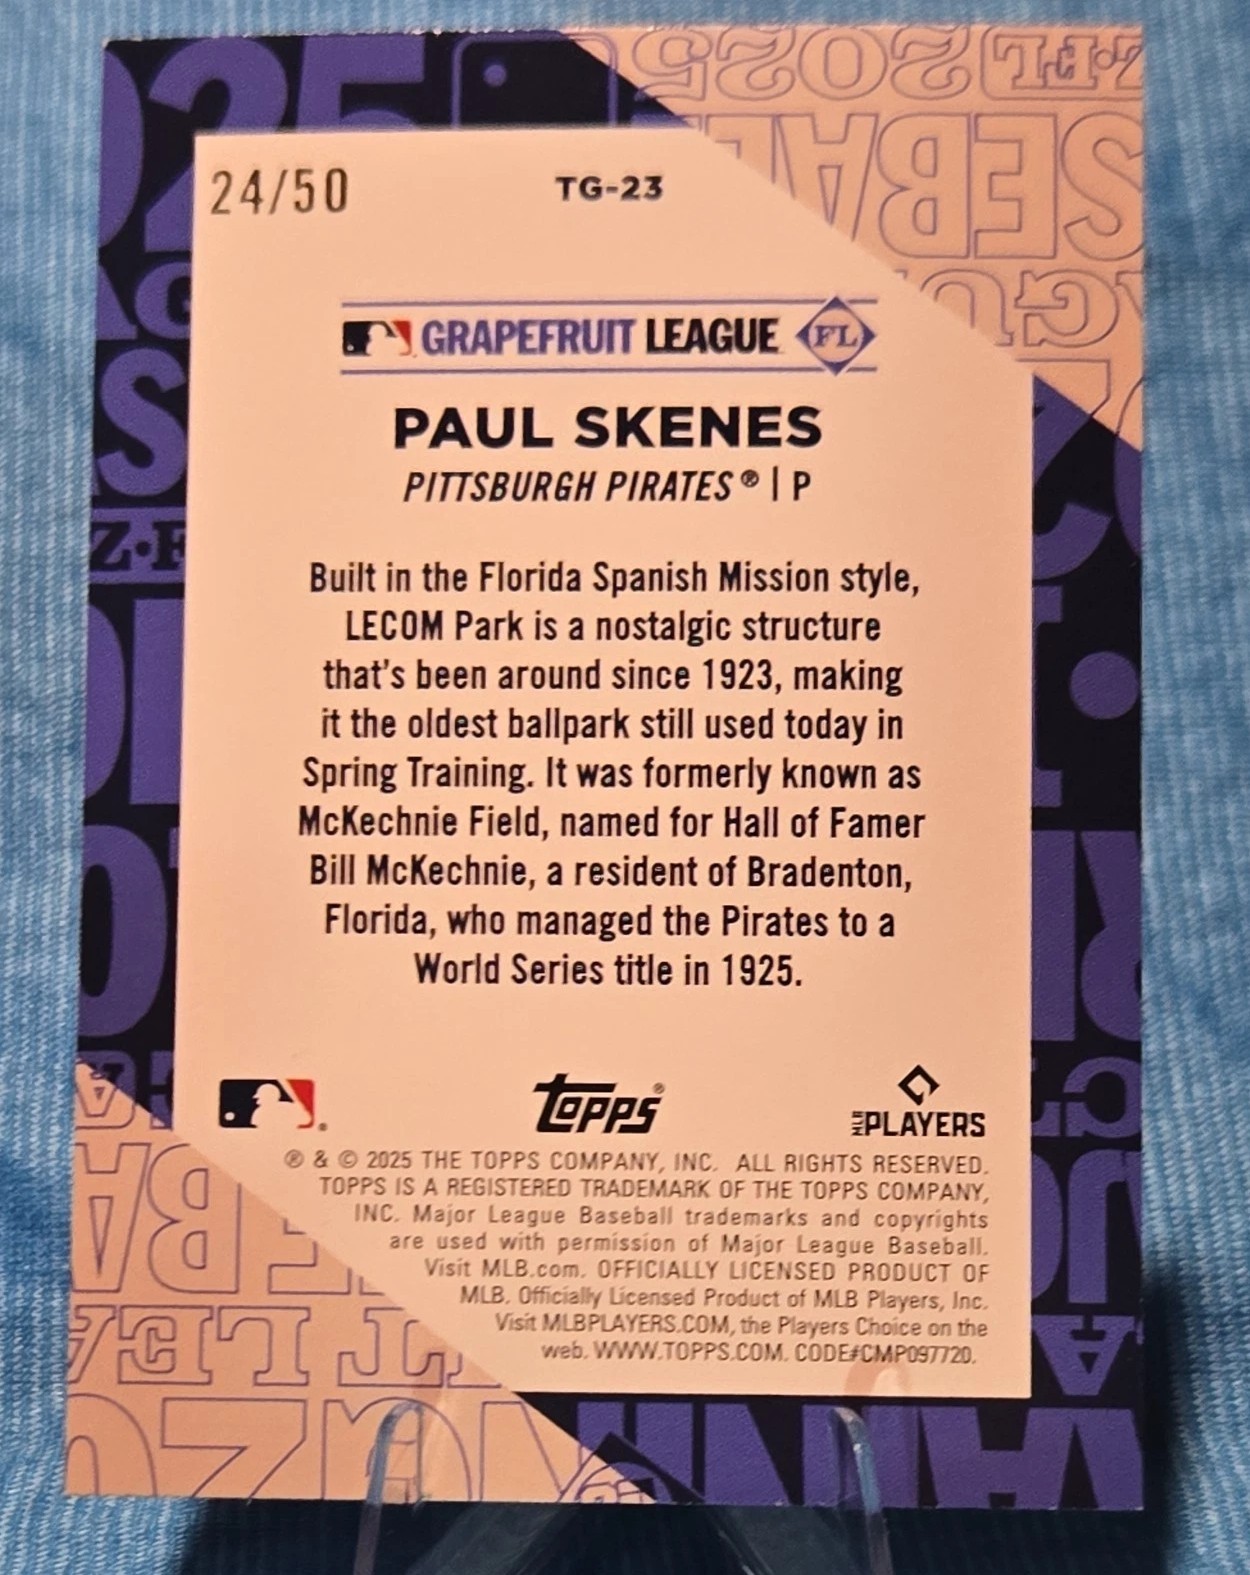 24/50
TG-23
GRAPEFRUIT LEAGUE FL
PAUL SKENES
PITTSBURGH PIRATES® | P
Built in the Florida Spanish Mission style,
LECOM Park is a nostalgic structure
that's been around since 1923, making
it the oldest ballpark still used today in
Spring Training. It was formerly known as
McKechnie Field, named for Hall of Famer
Bill McKechnie, a resident of Bradenton,
Florida, who managed the Pirates to a
World Series title in 1925.
Topps®
MLB PLAYERS
® & © 2025 THE TOPPS COMPANY, INC. ALL RIGHTS RESERVED.
TOPPS IS A REGISTERED TRADEMARK OF THE TOPPS COMPANY,
INC. Major League Baseball trademarks and copyrights
are used with permission of Major League Baseball.
Visit MLB.com. OFFICIALLY LICENSED PRODUCT OF
MLB. Officially Licensed Product of MLB Players, Inc.
Visit MLBPLAYERS.COM, the Players Choice on the
web. WWW.TOPPS.COM. CODE#CMP097720.